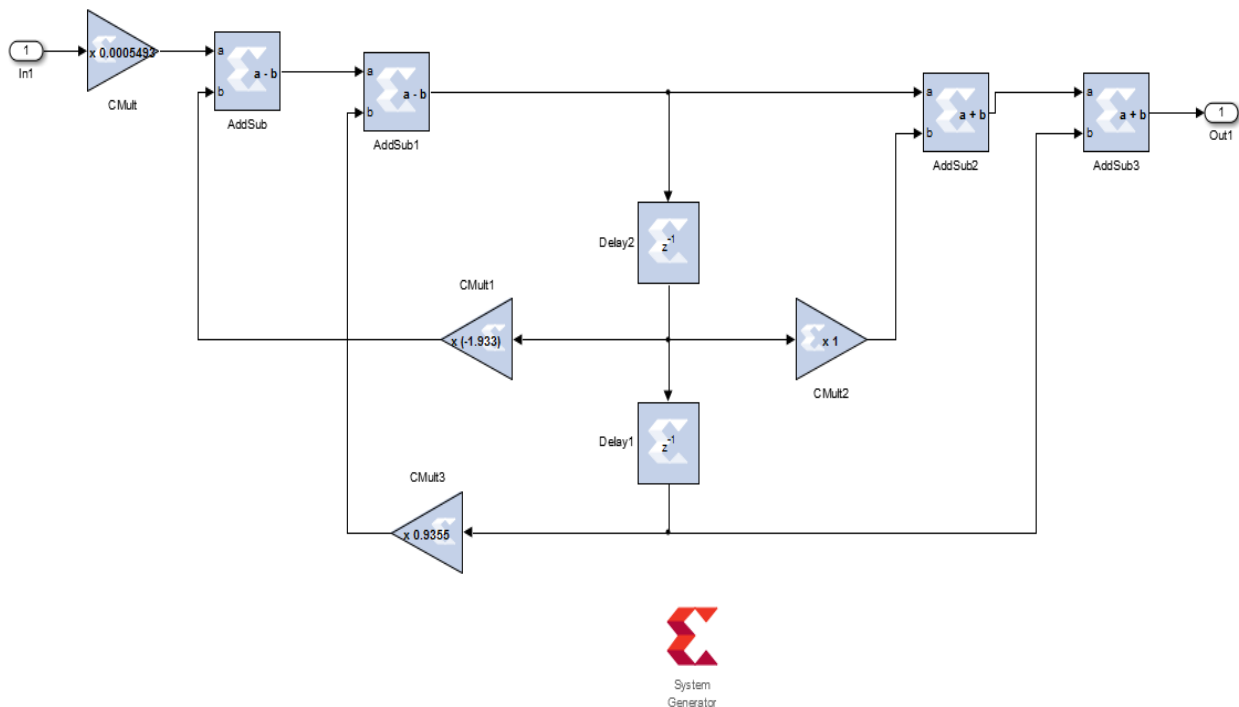 1
In1
x 0.0005493
CMult
a
b
a - b
AddSub
a
b
a - b
AddSub1
a
b
a + b
AddSub2
a
b
a + b
AddSub3
1
Out1
Delay2
z-1
CMult1
x (-1.933)
x 1
CMult2
Delay1
z-1
CMult3
x 0.9355
System
Generator